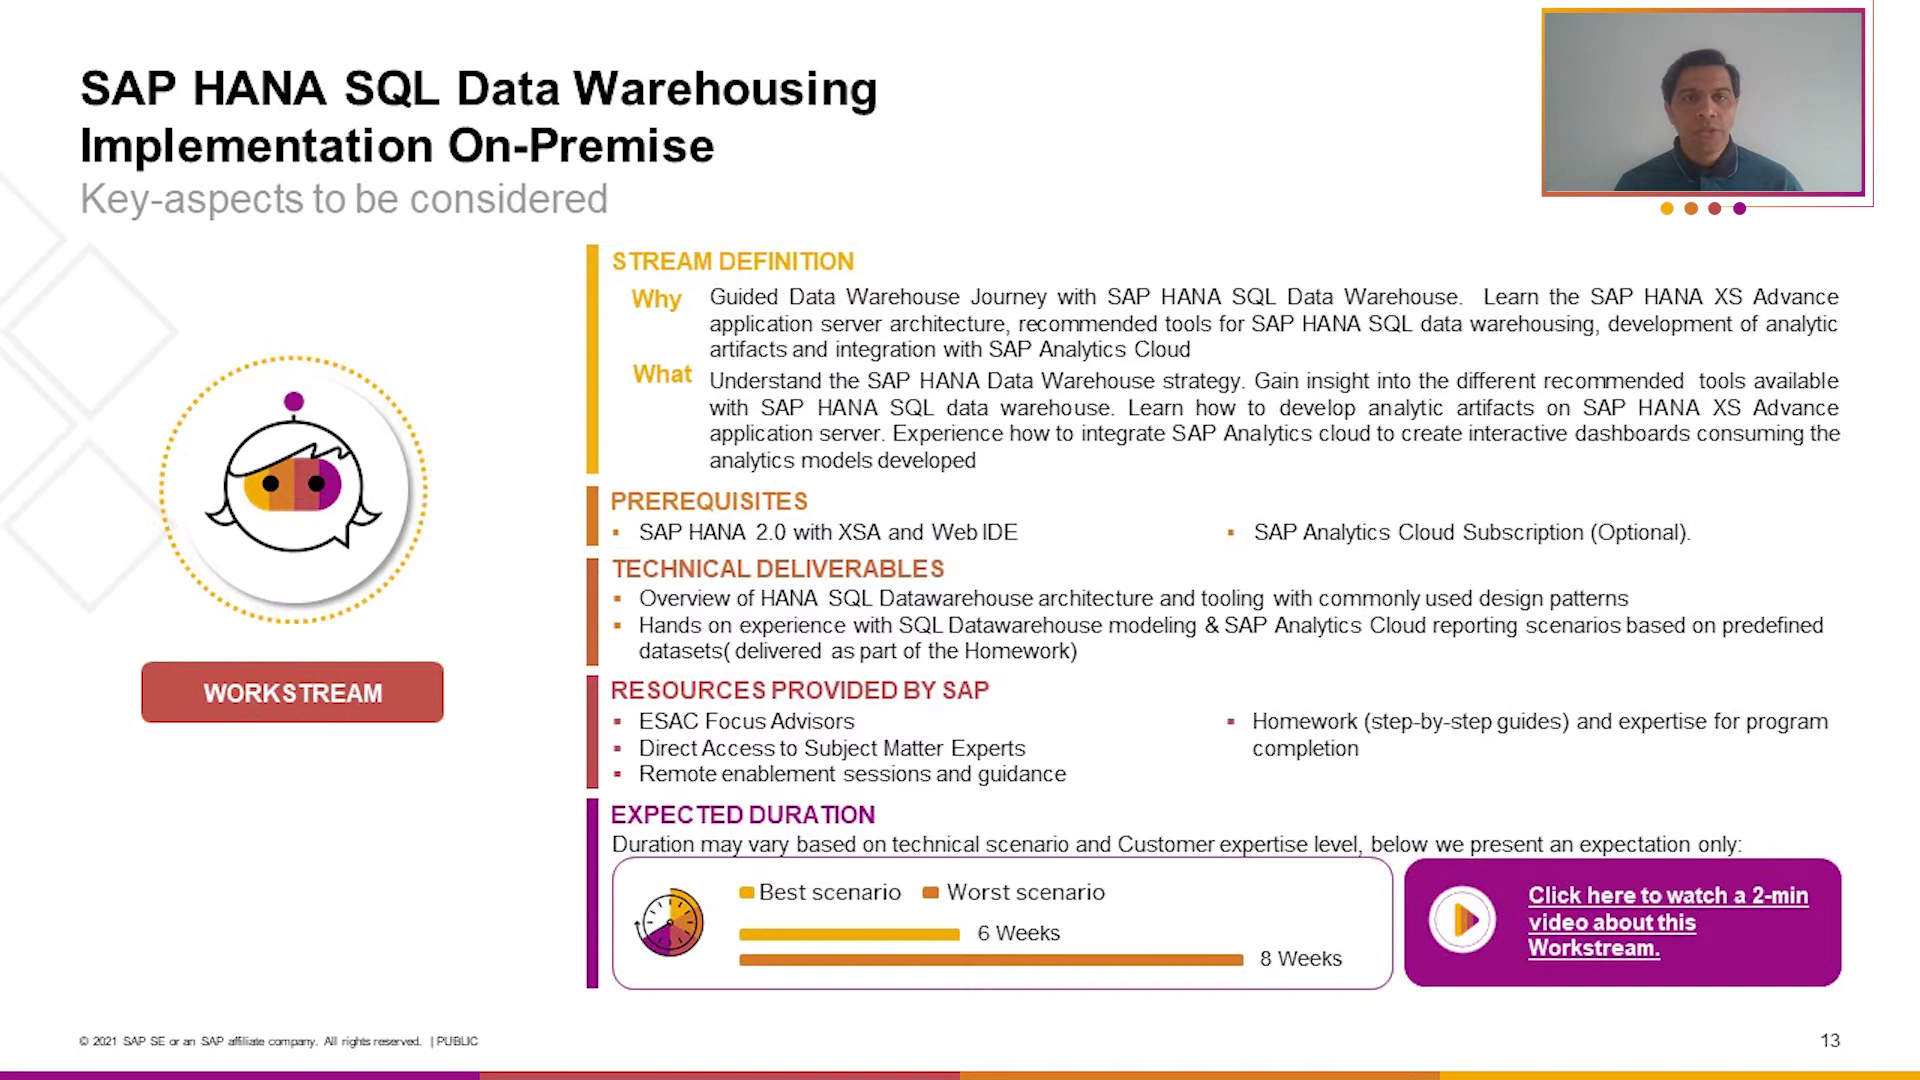 SAP HANA SQL Data Warehousing
Implementation On-Premise
Key-aspects to be considered
STREAM DEFINITION
Why
Guided Data Warehouse Journey with SAP HANA SQL Data Warehouse. Learn the SAP HANA XS Advance
application server architecture, recommended tools for SAP HANA SQL data warehousing, development of analytic
artifacts and integration with SAP Analytics Cloud
What
Understand the SAP HANA Data Warehouse strategy. Gain insight into the different recommended tools available
with SAP HANA SQL data warehouse. Learn how to develop analytic artifacts on SAP HANA XS Advance
application server. Experience how to integrate SAP Analytics cloud to create interactive dashboards consuming the
analytics models developed
PREREQUISITES
▪ SAP HANA 2.0 with XSA and Web IDE
▪ SAP Analytics Cloud Subscription (Optional).
TECHNICAL DELIVERABLES
▪ Overview of HANA SQL Datawarehouse architecture and tooling with commonly used design patterns
▪ Hands on experience with SQL Datawarehouse modeling & SAP Analytics Cloud reporting scenarios based on predefined
datasets( delivered as part of the Homework)
WORKSTREAM
RESOURCES PROVIDED BY SAP
▪ ESAC Focus Advisors
▪ Direct Access to Subject Matter Experts
▪ Remote enablement sessions and guidance
▪ Homework (step-by-step guides) and expertise for program
completion
EXPECTED DURATION
Duration may vary based on technical scenario and Customer expertise level, below we present an expectation only:
Best scenario
Worst scenario
6 Weeks
8 Weeks
Click here to watch a 2-min
video about this
Workstream.
© 2021 SAP SE or an SAP affiliate company. All rights reserved. | PUBLIC
13